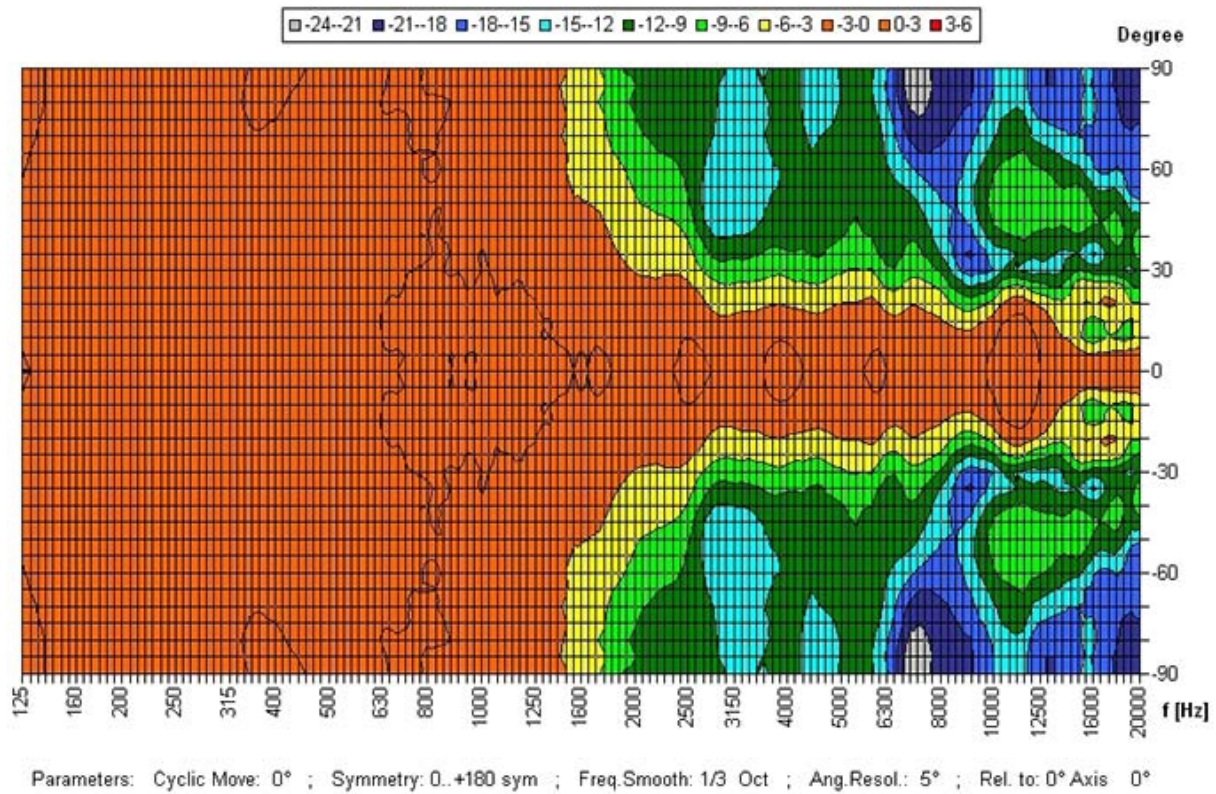 -24--21 -21--18 -18--15 -15--12 -12--9 -9--6 -6--3 -3-0 0-3 3-6
Degree
90
60
30
0
-30
-60
-90
125 160 200 250 315 400 500 630 800 1000 1250 1600 2000 2500 3150 4000 5000 6300 8000 10000 12500 16000 20000 f [Hz]
Parameters: Cyclic Move: 0° ; Symmetry: 0..+180 sym ; Freq.Smooth: 1/3 Oct ; Ang.Resol.: 5° ; Rel. to: 0° Axis 0°